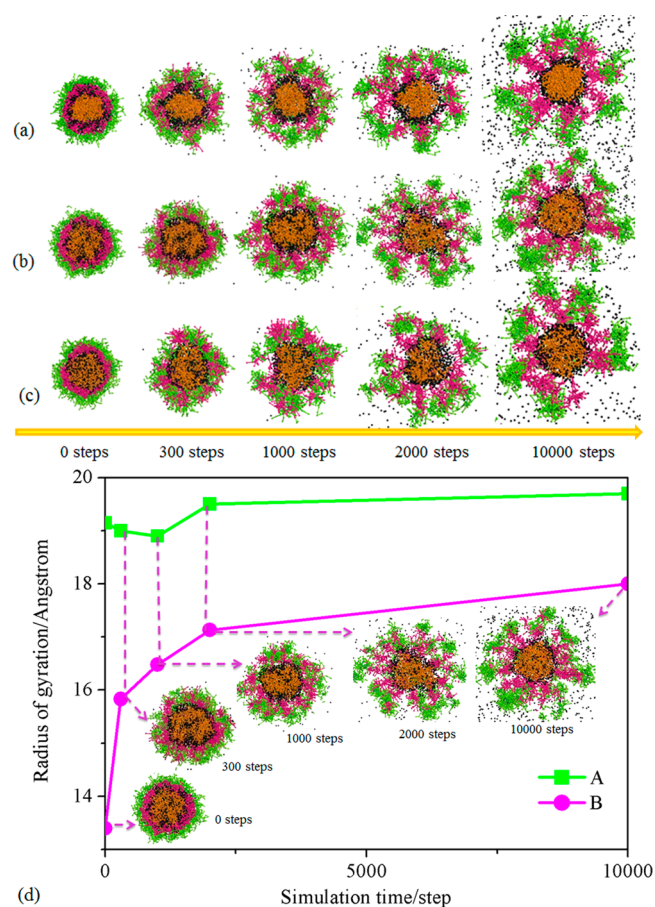 (a)
(b)
(c)
0 steps 300 steps 1000 steps 2000 steps 10000 steps
20
18
16
14
Radius of gyration/Angstrom
10000 steps
2000 steps
1000 steps
300 steps
0 steps
A
B
0 5000 10000
Simulation time/step
(d)